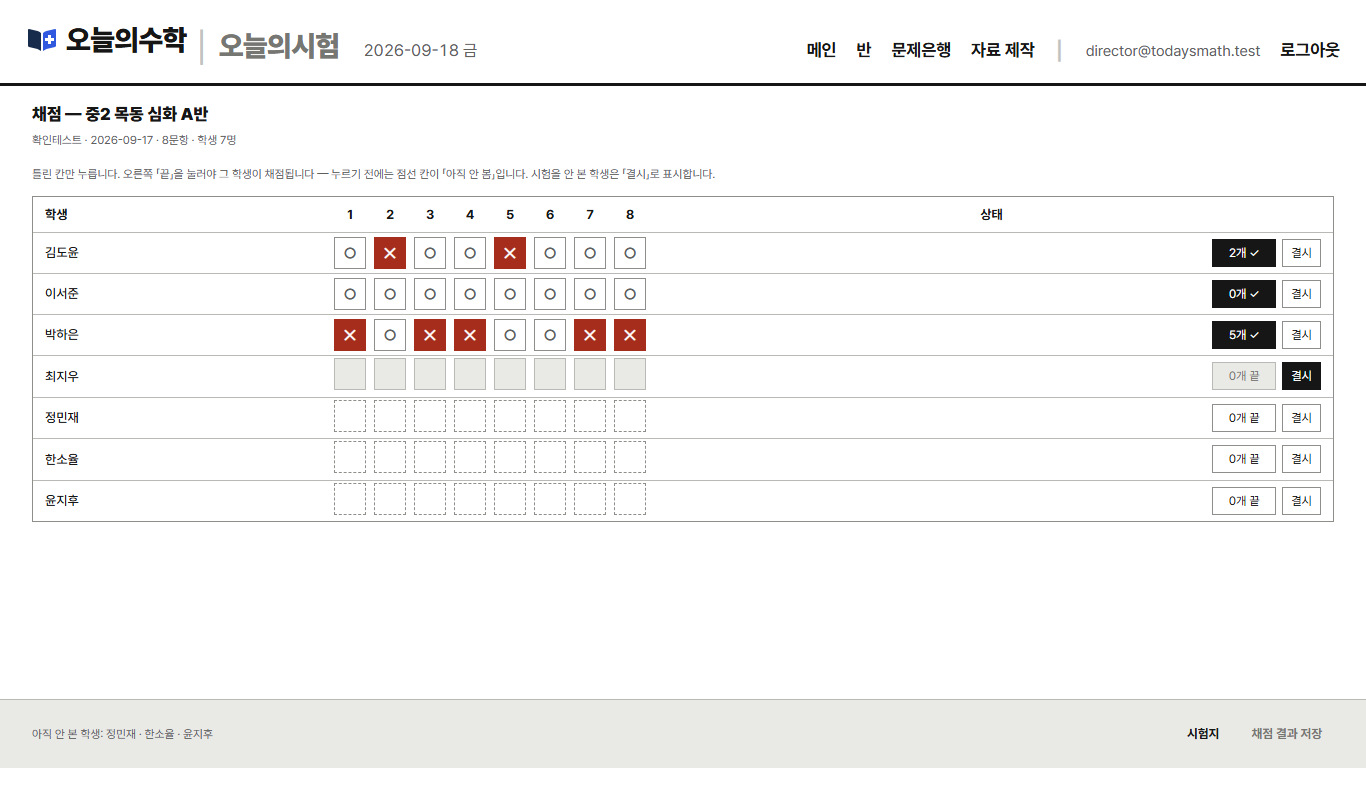 오늘의수학 | 오늘의시험 2026-09-18 금 메인 반 문제은행 자료 제작 | director@todaysmath.test 로그아웃
채점 — 중2 목동 심화 A반
확인테스트 · 2026-09-17 · 8문항 · 학생 7명
틀린 칸만 누릅니다. 오른쪽 「끝」을 눌러야 그 학생이 채점됩니다 — 누르기 전에는 점선 칸이 「아직 안 봄」입니다. 시험을 안 본 학생은 「결시」로 표시합니다.
학생 1 2 3 4 5 6 7 8 상태
김도윤 ○ ✕ ○ ○ ✕ ○ ○ ○ 2개 ✓ 결시
이서준 ○ ○ ○ ○ ○ ○ ○ ○ 0개 ✓ 결시
박하은 ✕ ○ ✕ ✕ ○ ○ ✕ ✕ 5개 ✓ 결시
최지우 0개 끝 결시
정민재 0개 끝 결시
한소율 0개 끝 결시
윤지후 0개 끝 결시
아직 안 본 학생: 정민재 · 한소율 · 윤지후 시험지 채점 결과 저장